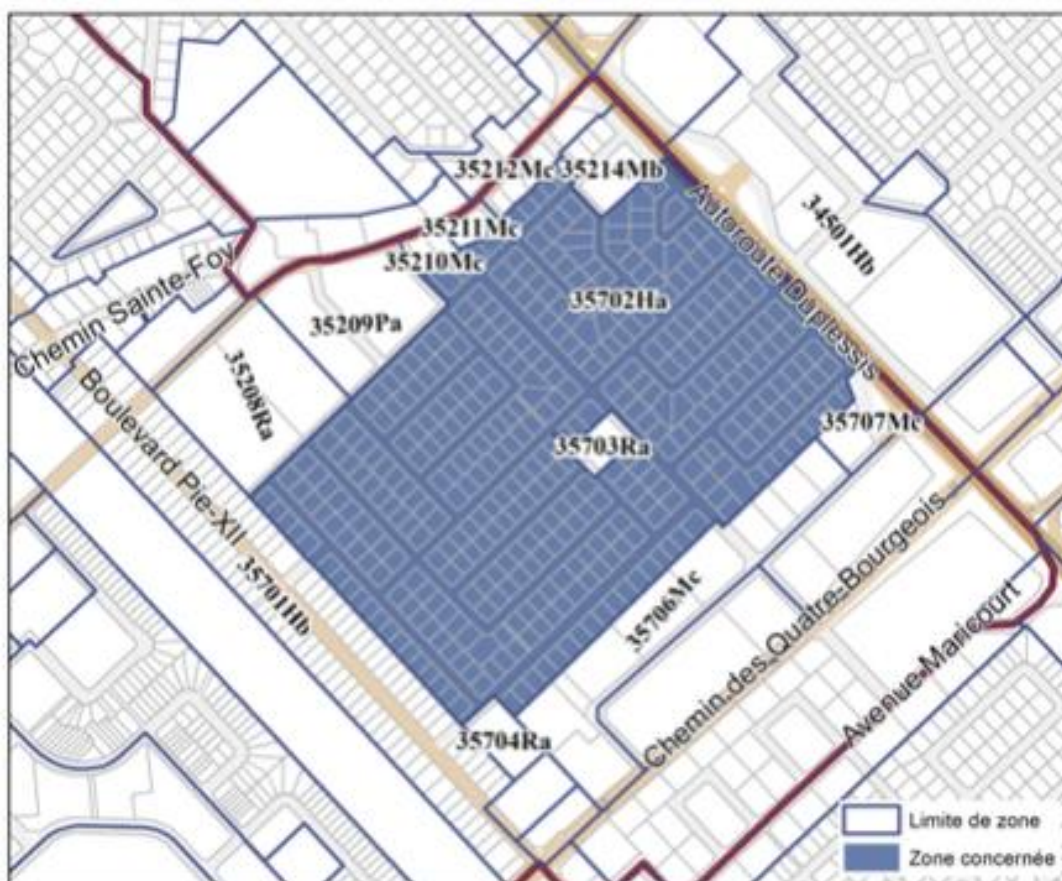 35212Mc
35214Mb
Autoroute Duplessis
34501Hb
35211Mc
35210Mc
Chemin Sainte-Foy
35209Pa
35702Ha
35208Ra
Boulevard Pie-XII
35703Ra
35707Mc
35701Hb
35706Mc
Chemin des Quatre-Bourgeois
Avenue Maricourt
35704Ra
Limite de zone
Zone concernée